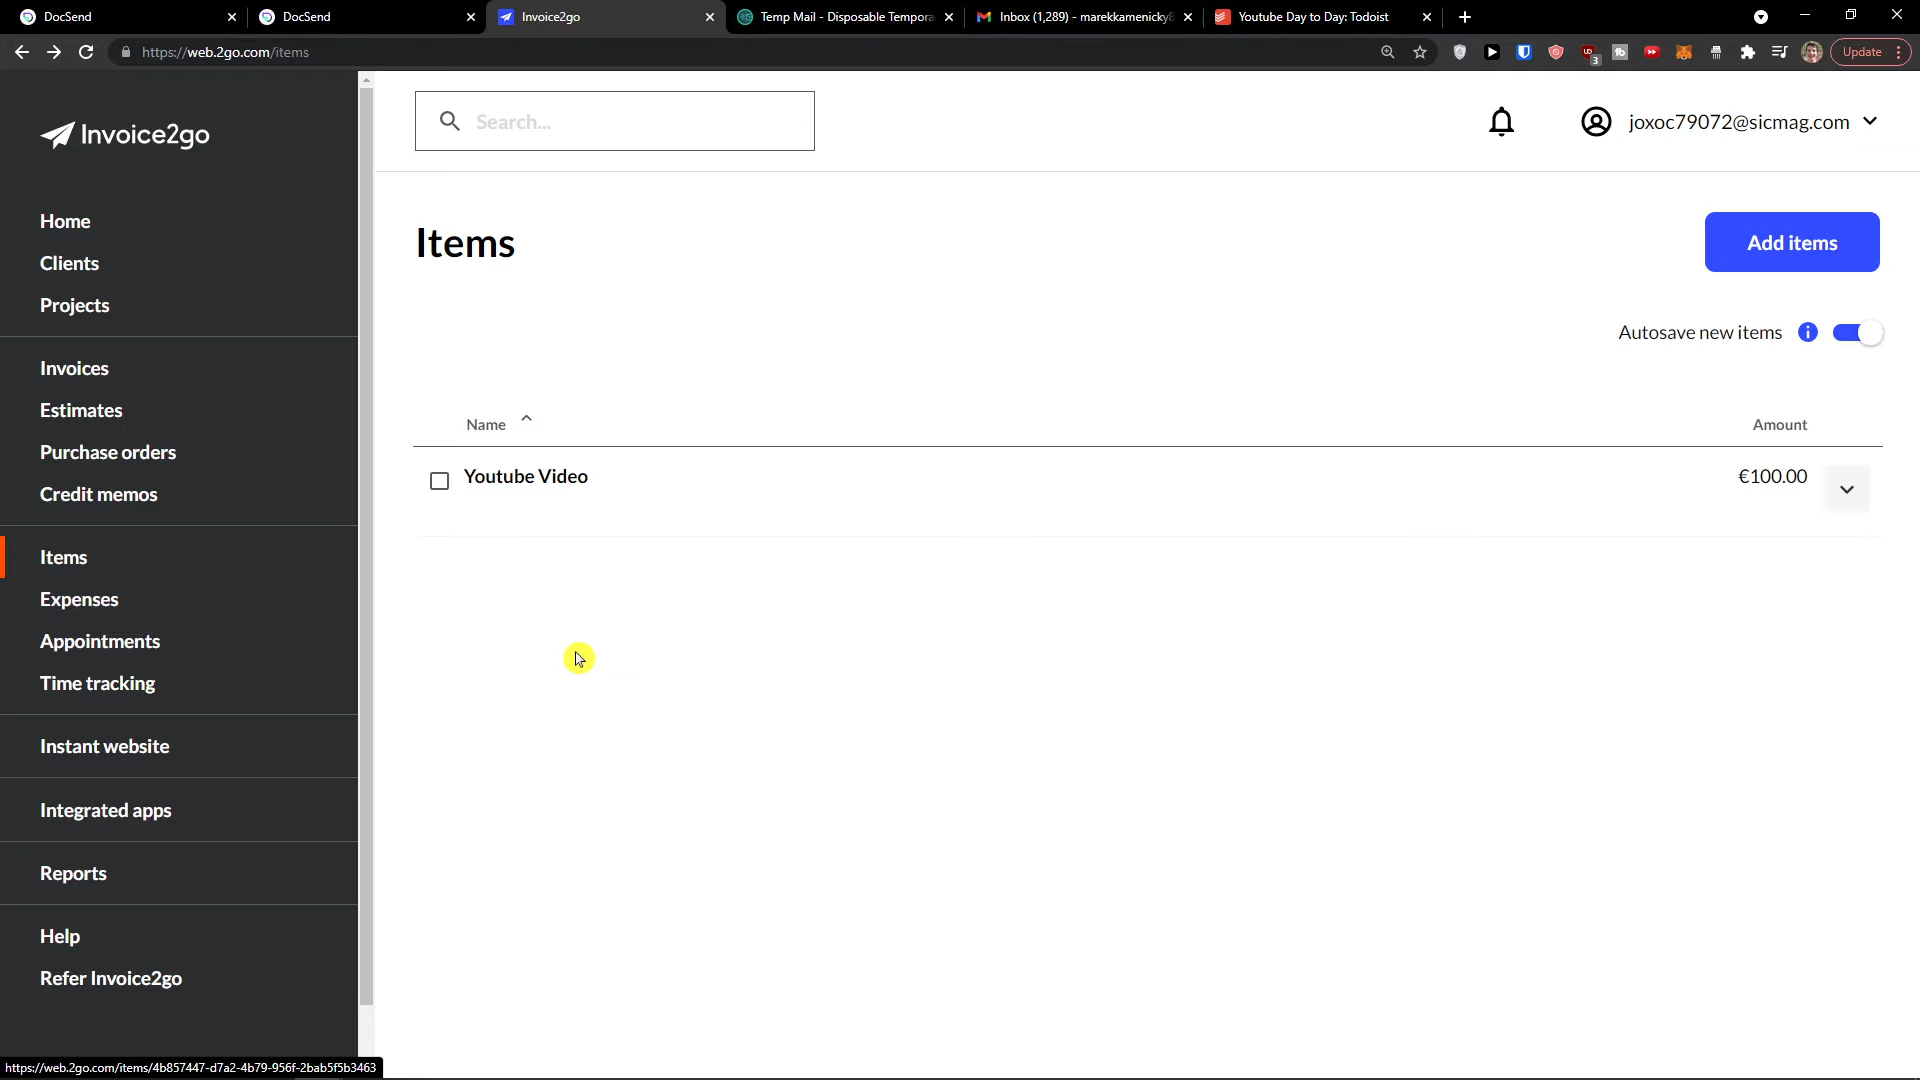 DocSend
DocSend
Invoice2go
Temp Mail - Disposable Tempora
Inbox (1,289) - marekkamenicky8
Youtube Day to Day: Todoist
https://web.2go.com/items
3
Update
Invoice2go
Search...
joxoc79072@sicmag.com
Home
Clients
Projects
Invoices
Estimates
Purchase orders
Credit memos
Items
Expenses
Appointments
Time tracking
Instant website
Integrated apps
Reports
Help
Refer Invoice2go
Items
Add items
Autosave new items
Name
Amount
Youtube Video
€100.00
https://web.2go.com/items/4b857447-d7a2-4b79-956f-2bab5f5b3463